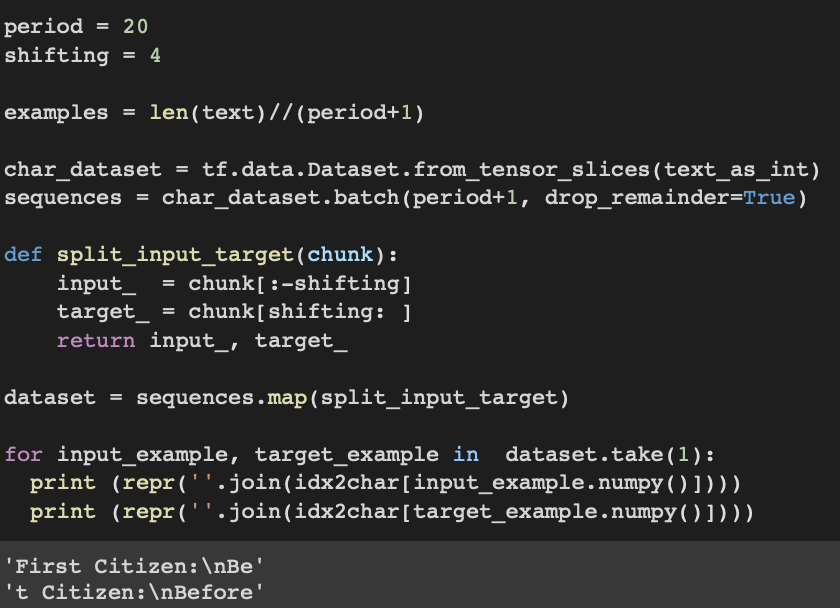 period = 20
shifting = 4
examples = len(text)//(period+1)
char_dataset = tf.data.Dataset.from_tensor_slices(text_as_int)
sequences = char_dataset.batch(period+1, drop_remainder=True)
def split_input_target(chunk):
    input_  = chunk[:-shifting]
    target_ = chunk[shifting: ]
    return input_, target_
dataset = sequences.map(split_input_target)
for input_example, target_example in  dataset.take(1):
  print (repr(''.join(idx2char[input_example.numpy()])))
  print (repr(''.join(idx2char[target_example.numpy()])))
'First Citizen:\nBe'
't Citizen:\nBefore'